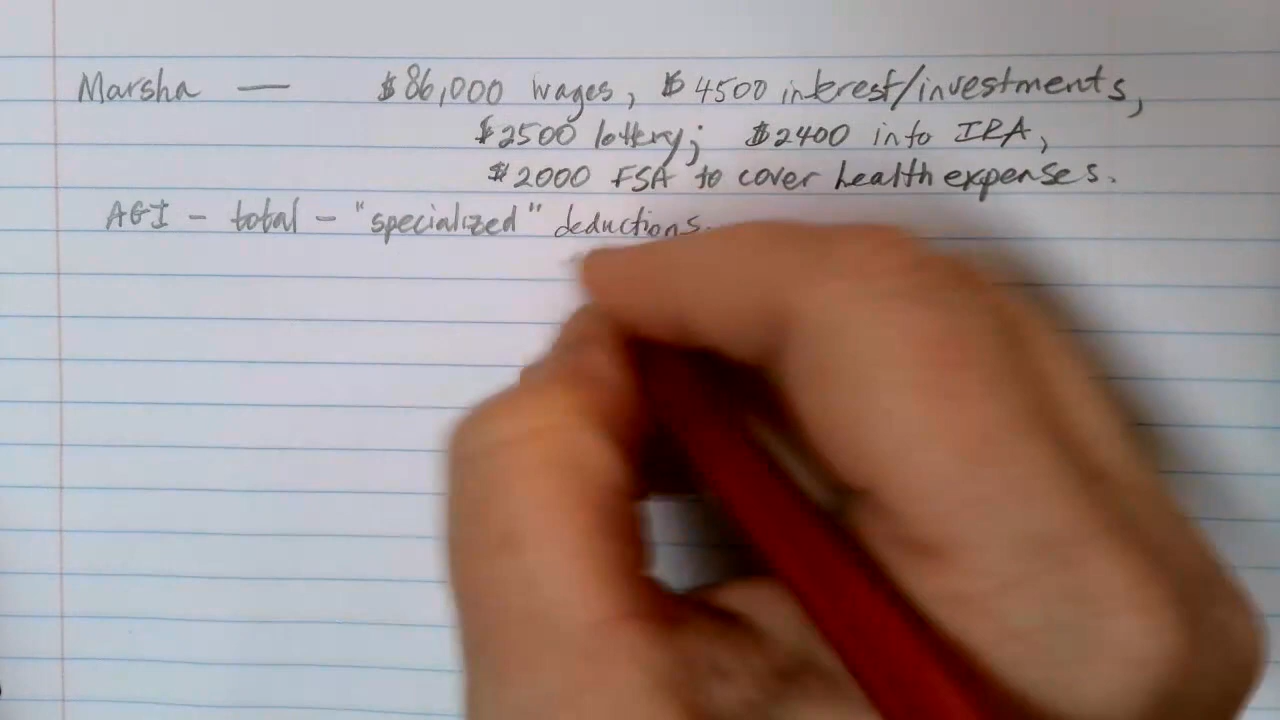 Marsha — $86,000 wages, $4500 interest/investments,
$2500 lottery; $2400 into IRA,
$2000 FSA to cover health expenses.
AGI - total - "specialized" deductions.